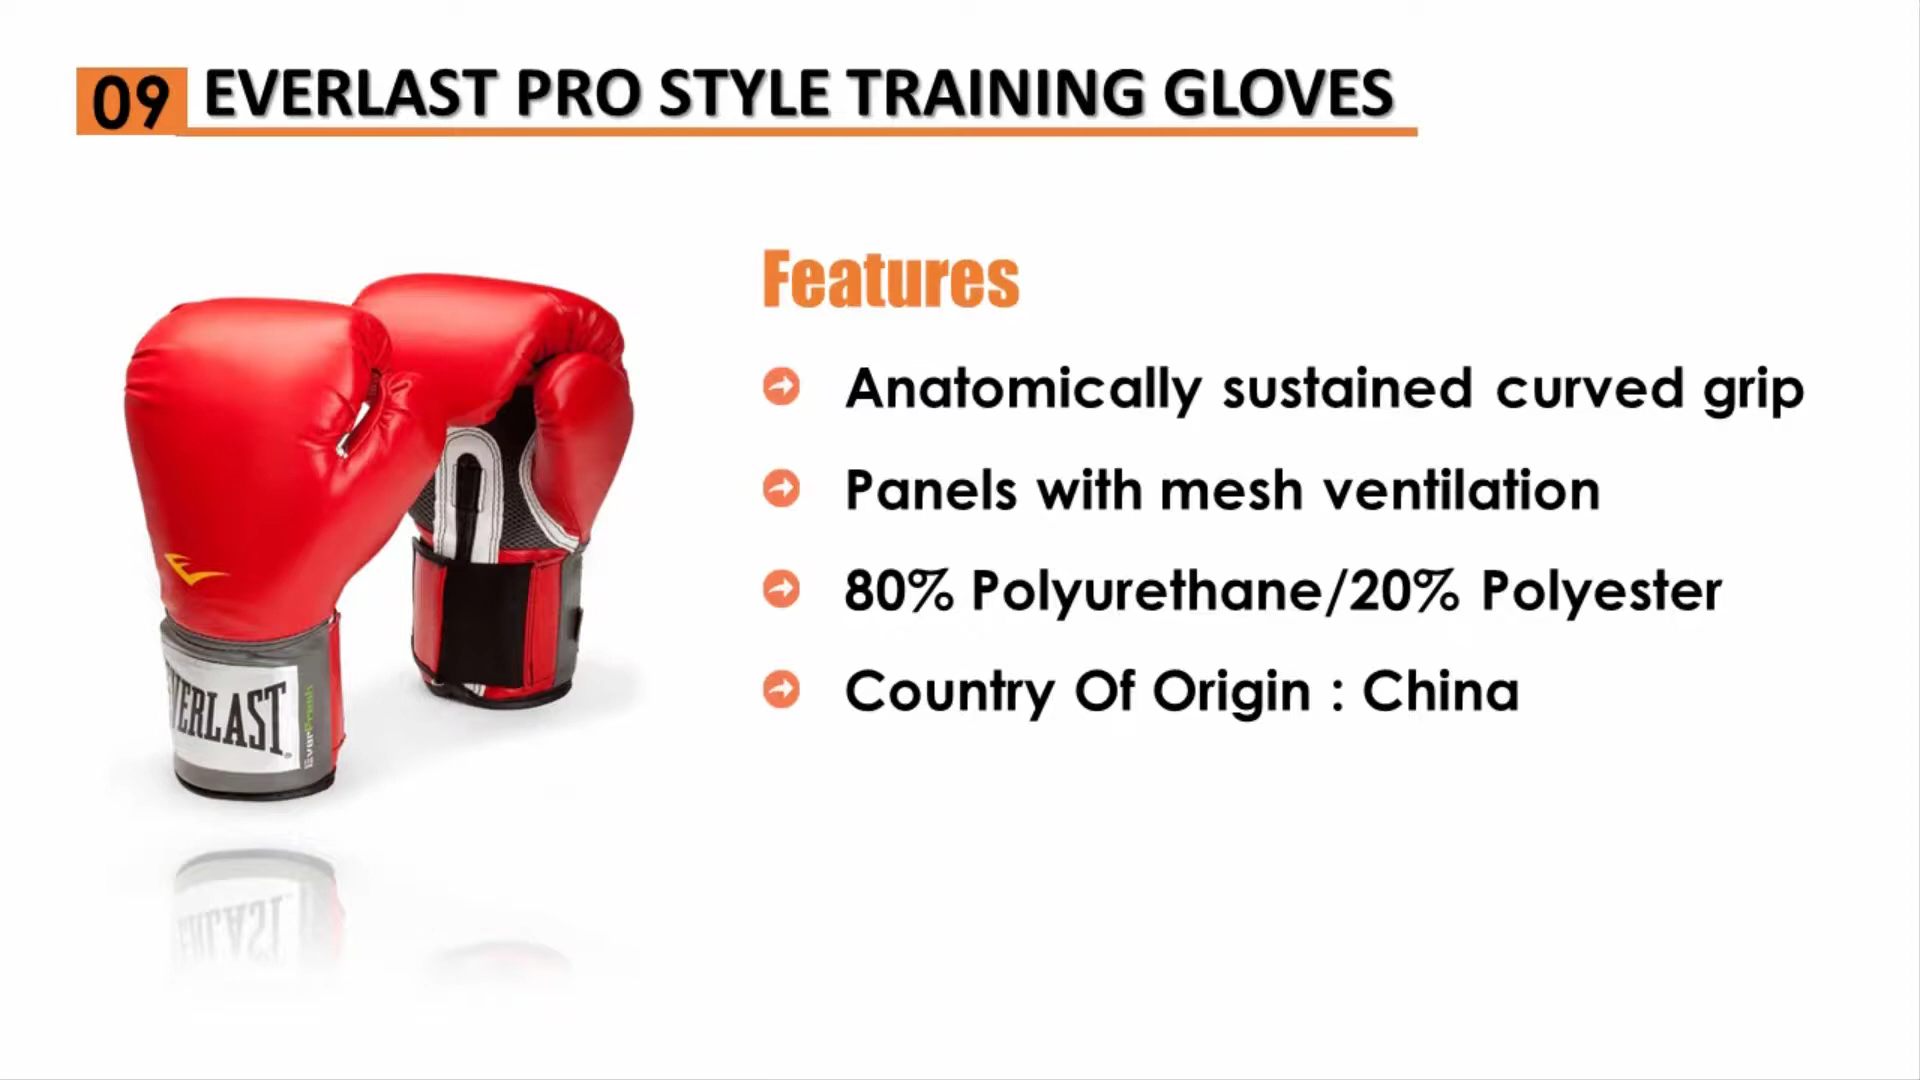 09 EVERLAST PRO STYLE TRAINING GLOVES
Features
Anatomically sustained curved grip
Panels with mesh ventilation
80% Polyurethane/20% Polyester
Country Of Origin : China
VERLAST
EverFresh